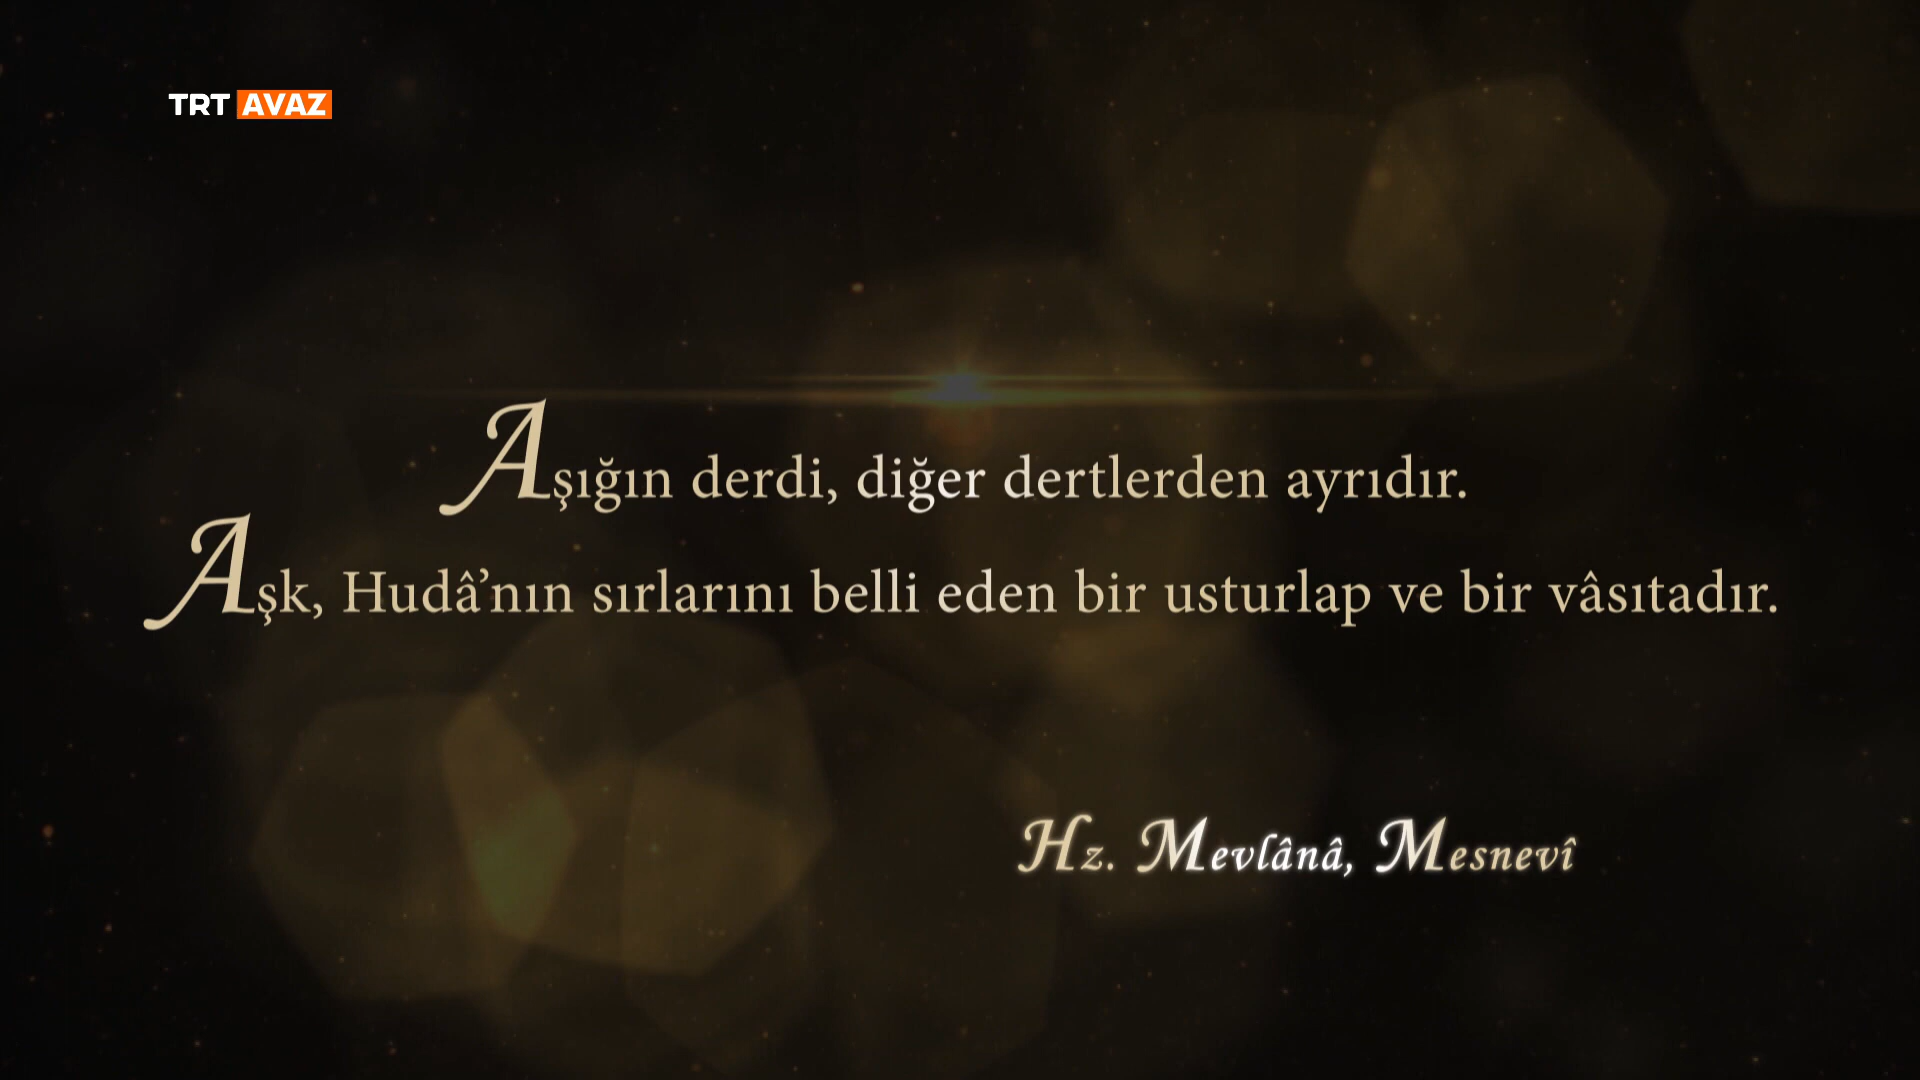 TRT AVAZ
Aşığın derdi, diğer dertlerden ayrıdır.
Aşk, Hudâ’nın sırlarını belli eden bir usturlap ve bir vâsıtadır.
Hz. Mevlânâ, Mesnevî